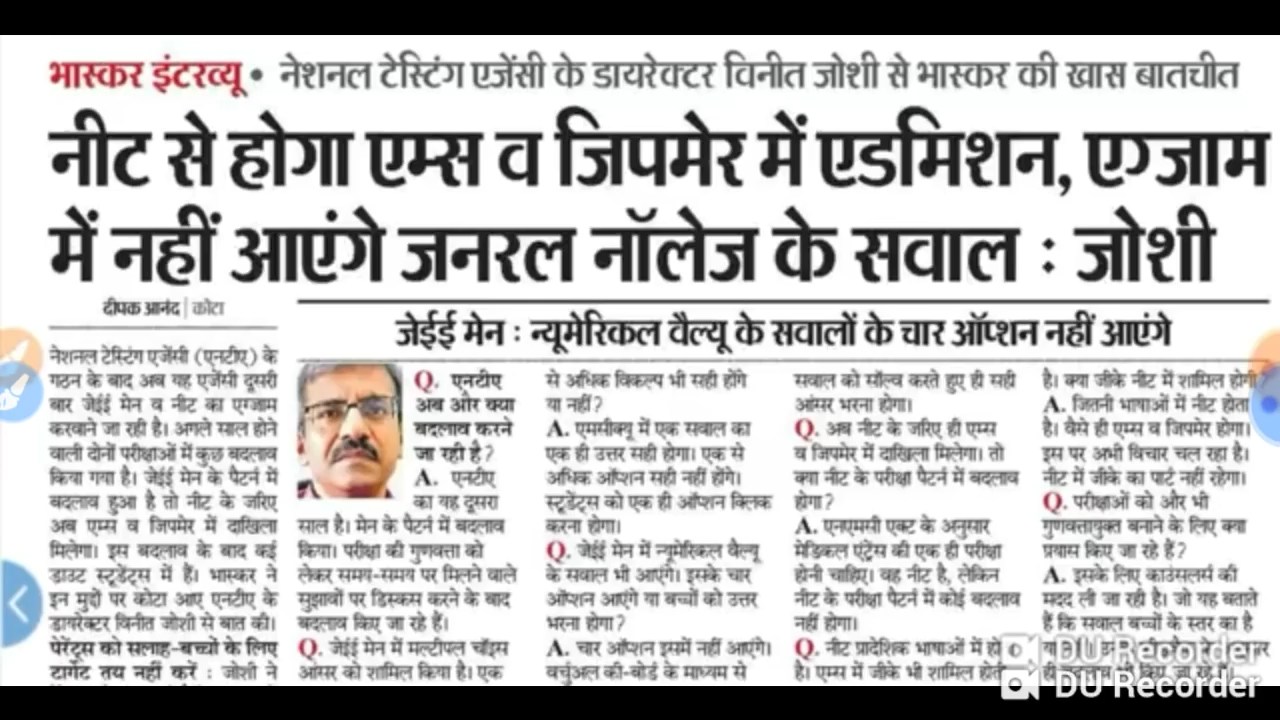 भास्कर इंटरव्यू • नेशनल टेस्टिंग एजेंसी के डायरेक्टर विनीत जोशी से भास्कर की खास बातचीत
नीट से होगा एम्स व जिपमेर में एडमिशन, एग्जाम
में नहीं आएंगे जनरल नॉलेज के सवाल : जोशी
दीपक आनंद | कोटा
नेशनल टेस्टिंग एजेंसी (एनटीए) के
गठन के बाद अब यह एजेंसी दूसरी
बार जेईई मेन व नीट का एग्जाम
करवाने जा रही है। अगले साल होने
वाली दोनों परीक्षाओं में कुछ बदलाव
किया गया है। जेईई मेन के पैटर्न में
बदलाव हुआ है तो नीट के जरिए
अब एम्स व जिपमेर में दाखिला
मिलेगा। इस बदलाव के बाद कई
डाउट स्टूडेंट्स में हैं। भास्कर ने
इन मुद्दों पर कोटा आए एनटीए के
डायरेक्टर विनीत जोशी से बात की।
पेरेंट्स को सलाह-बच्चों के लिए
टार्गेट तय नहीं करें : जोशी ने
जेईई मेन : न्यूमेरिकल वैल्यू के सवालों के चार ऑप्शन नहीं आएंगे
Q. एनटीए
अब और क्या
बदलाव करने
जा रही है?
A. एनटीए
का यह दूसरा
साल है। मेन के पैटर्न में बदलाव
किया। परीक्षा की गुणवत्ता को
लेकर समय-समय पर मिलने वाले
सुझावों पर डिस्कस करने के बाद
बदलाव किए जा रहे हैं।
Q. जेईई मेन में मल्टीपल चॉइस
आंसर को शामिल किया है। एक
से अधिक विकल्प भी सही होंगे
या नहीं?
A. एमसीक्यू में एक सवाल का
एक ही उत्तर सही होगा। एक से
अधिक ऑप्शन सही नहीं होंगे।
स्टूडेंट्स को एक ही ऑप्शन क्लिक
करना होगा।
Q. जेईई मेन में न्यूमेरिकल वैल्यू
के सवाल भी आएंगे। इसके चार
ऑप्शन आएंगे या बच्चों को उत्तर
भरना होगा?
A. चार ऑप्शन इसमें नहीं आएंगे।
वर्चुअल की-बोर्ड के माध्यम से
सवाल को सॉल्व करते हुए ही सही
आंसर भरना होगा।
Q. अब नीट के जरिए ही एम्स
व जिपमेर में दाखिला मिलेगा। तो
क्या नीट के परीक्षा पैटर्न में बदलाव
होगा?
A. एनएमसी एक्ट के अनुसार
मेडिकल एंट्रेंस की एक ही परीक्षा
होनी चाहिए। वह नीट है, लेकिन
नीट के परीक्षा पैटर्न में कोई बदलाव
नहीं होगा।
Q. नीट प्रादेशिक भाषाओं में
है। एम्स में जीके भी शामिल
है। क्या जीके नीट में शामिल होगी?
A. जितनी भाषाओं में नीट होता
है। वैसे ही एम्स व जिपमेर होगा।
इस पर अभी विचार चल रहा है।
नीट में जीके का पार्ट नहीं रहेगा।
Q. परीक्षाओं को और भी
गुणवत्तायुक्त बनाने के लिए क्या
प्रयास किए जा रहे हैं?
A. इसके लिए काउंसलर्स की
मदद ली जा रही है। जो यह बताते
हैं कि सवाल बच्चों के स्तर का है
DU Recorder
DU Recorder